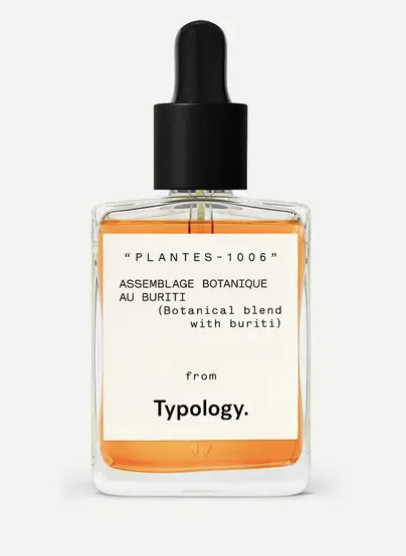 “PLANTES-1006”
ASSEMBLAGE BOTANIQUE
AU BURITI
(Botanical blend
with buriti)
from
Typology.